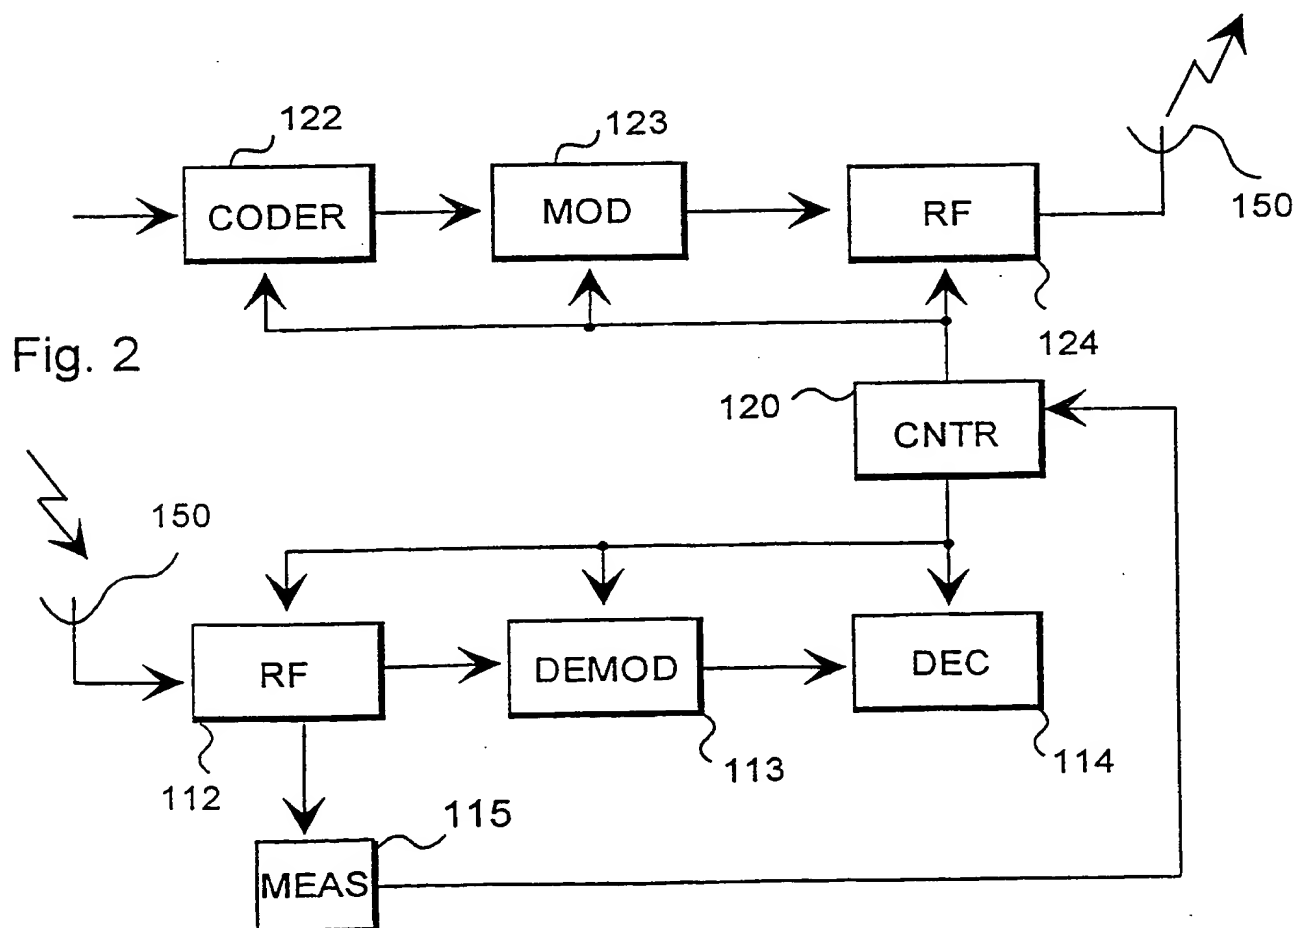 122
123
CODER
MOD
RF
150
124
Fig. 2
120
CNTR
150
RF
DEMOD
DEC
112
113
114
115
MEAS